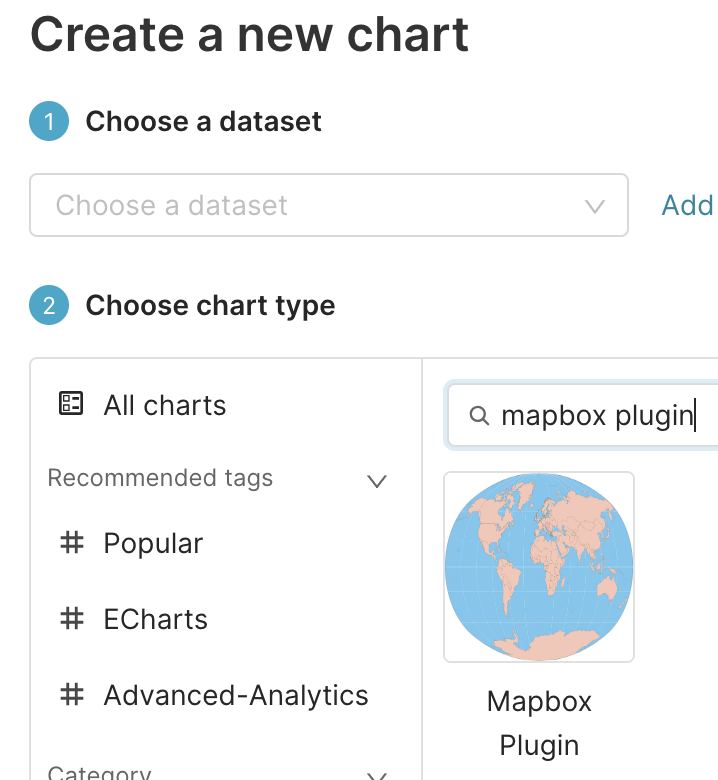 Create a new chart
1 Choose a dataset
Choose a dataset
Add
2 Choose chart type
All charts
mapbox plugin
Recommended tags
# Popular
# ECharts
# Advanced-Analytics
Mapbox
Plugin
Category